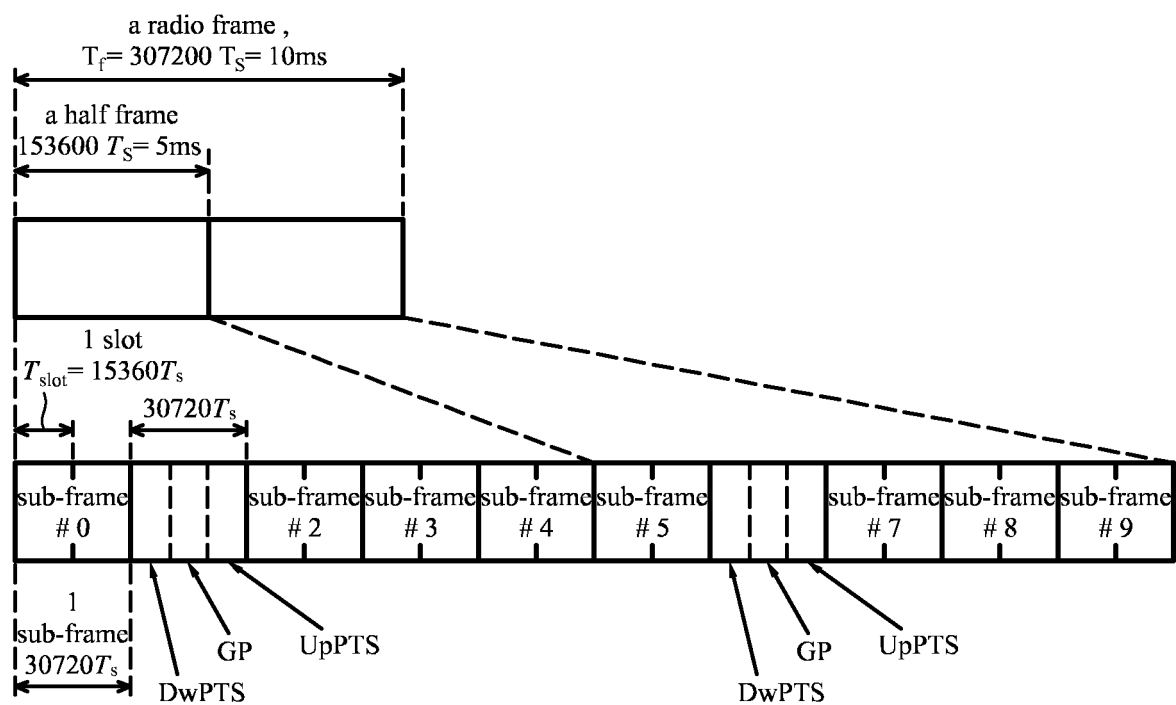 a radio frame ,
T_f= 307200 T_S= 10ms
a half frame
153600 T_S= 5ms
1 slot
T_slot= 15360T_s
30720T_s
sub-frame
# 0
sub-frame
# 2
sub-frame
# 3
sub-frame
# 4
sub-frame
# 5
sub-frame
# 7
sub-frame
# 8
sub-frame
# 9
1
sub-frame
30720T_s
DwPTS
GP
UpPTS
DwPTS
GP
UpPTS